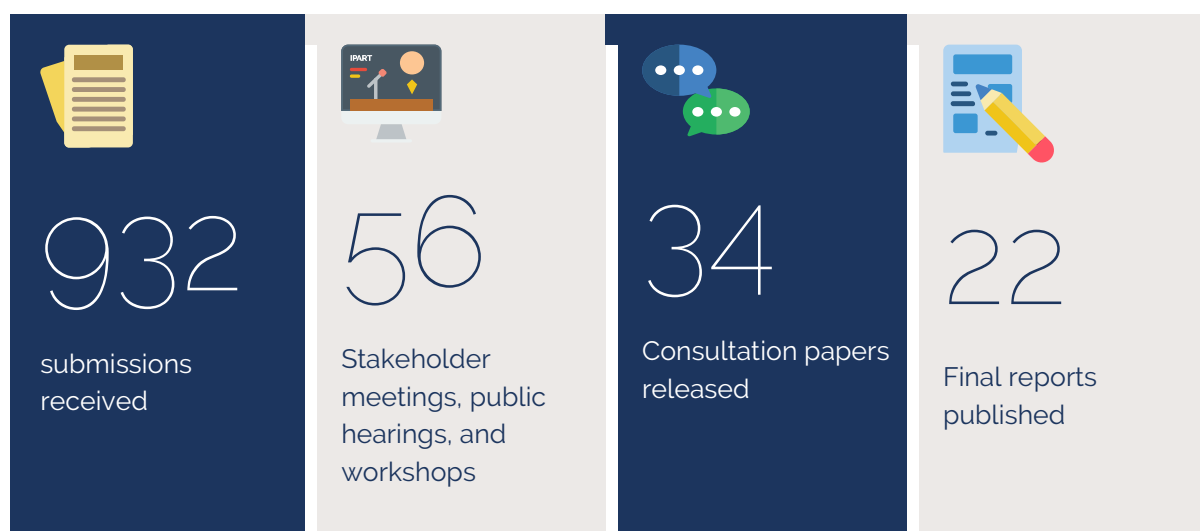 932
submissions
received
IPART
56
Stakeholder
meetings, public
hearings, and
workshops
34
Consultation papers
released
22
Final reports
published